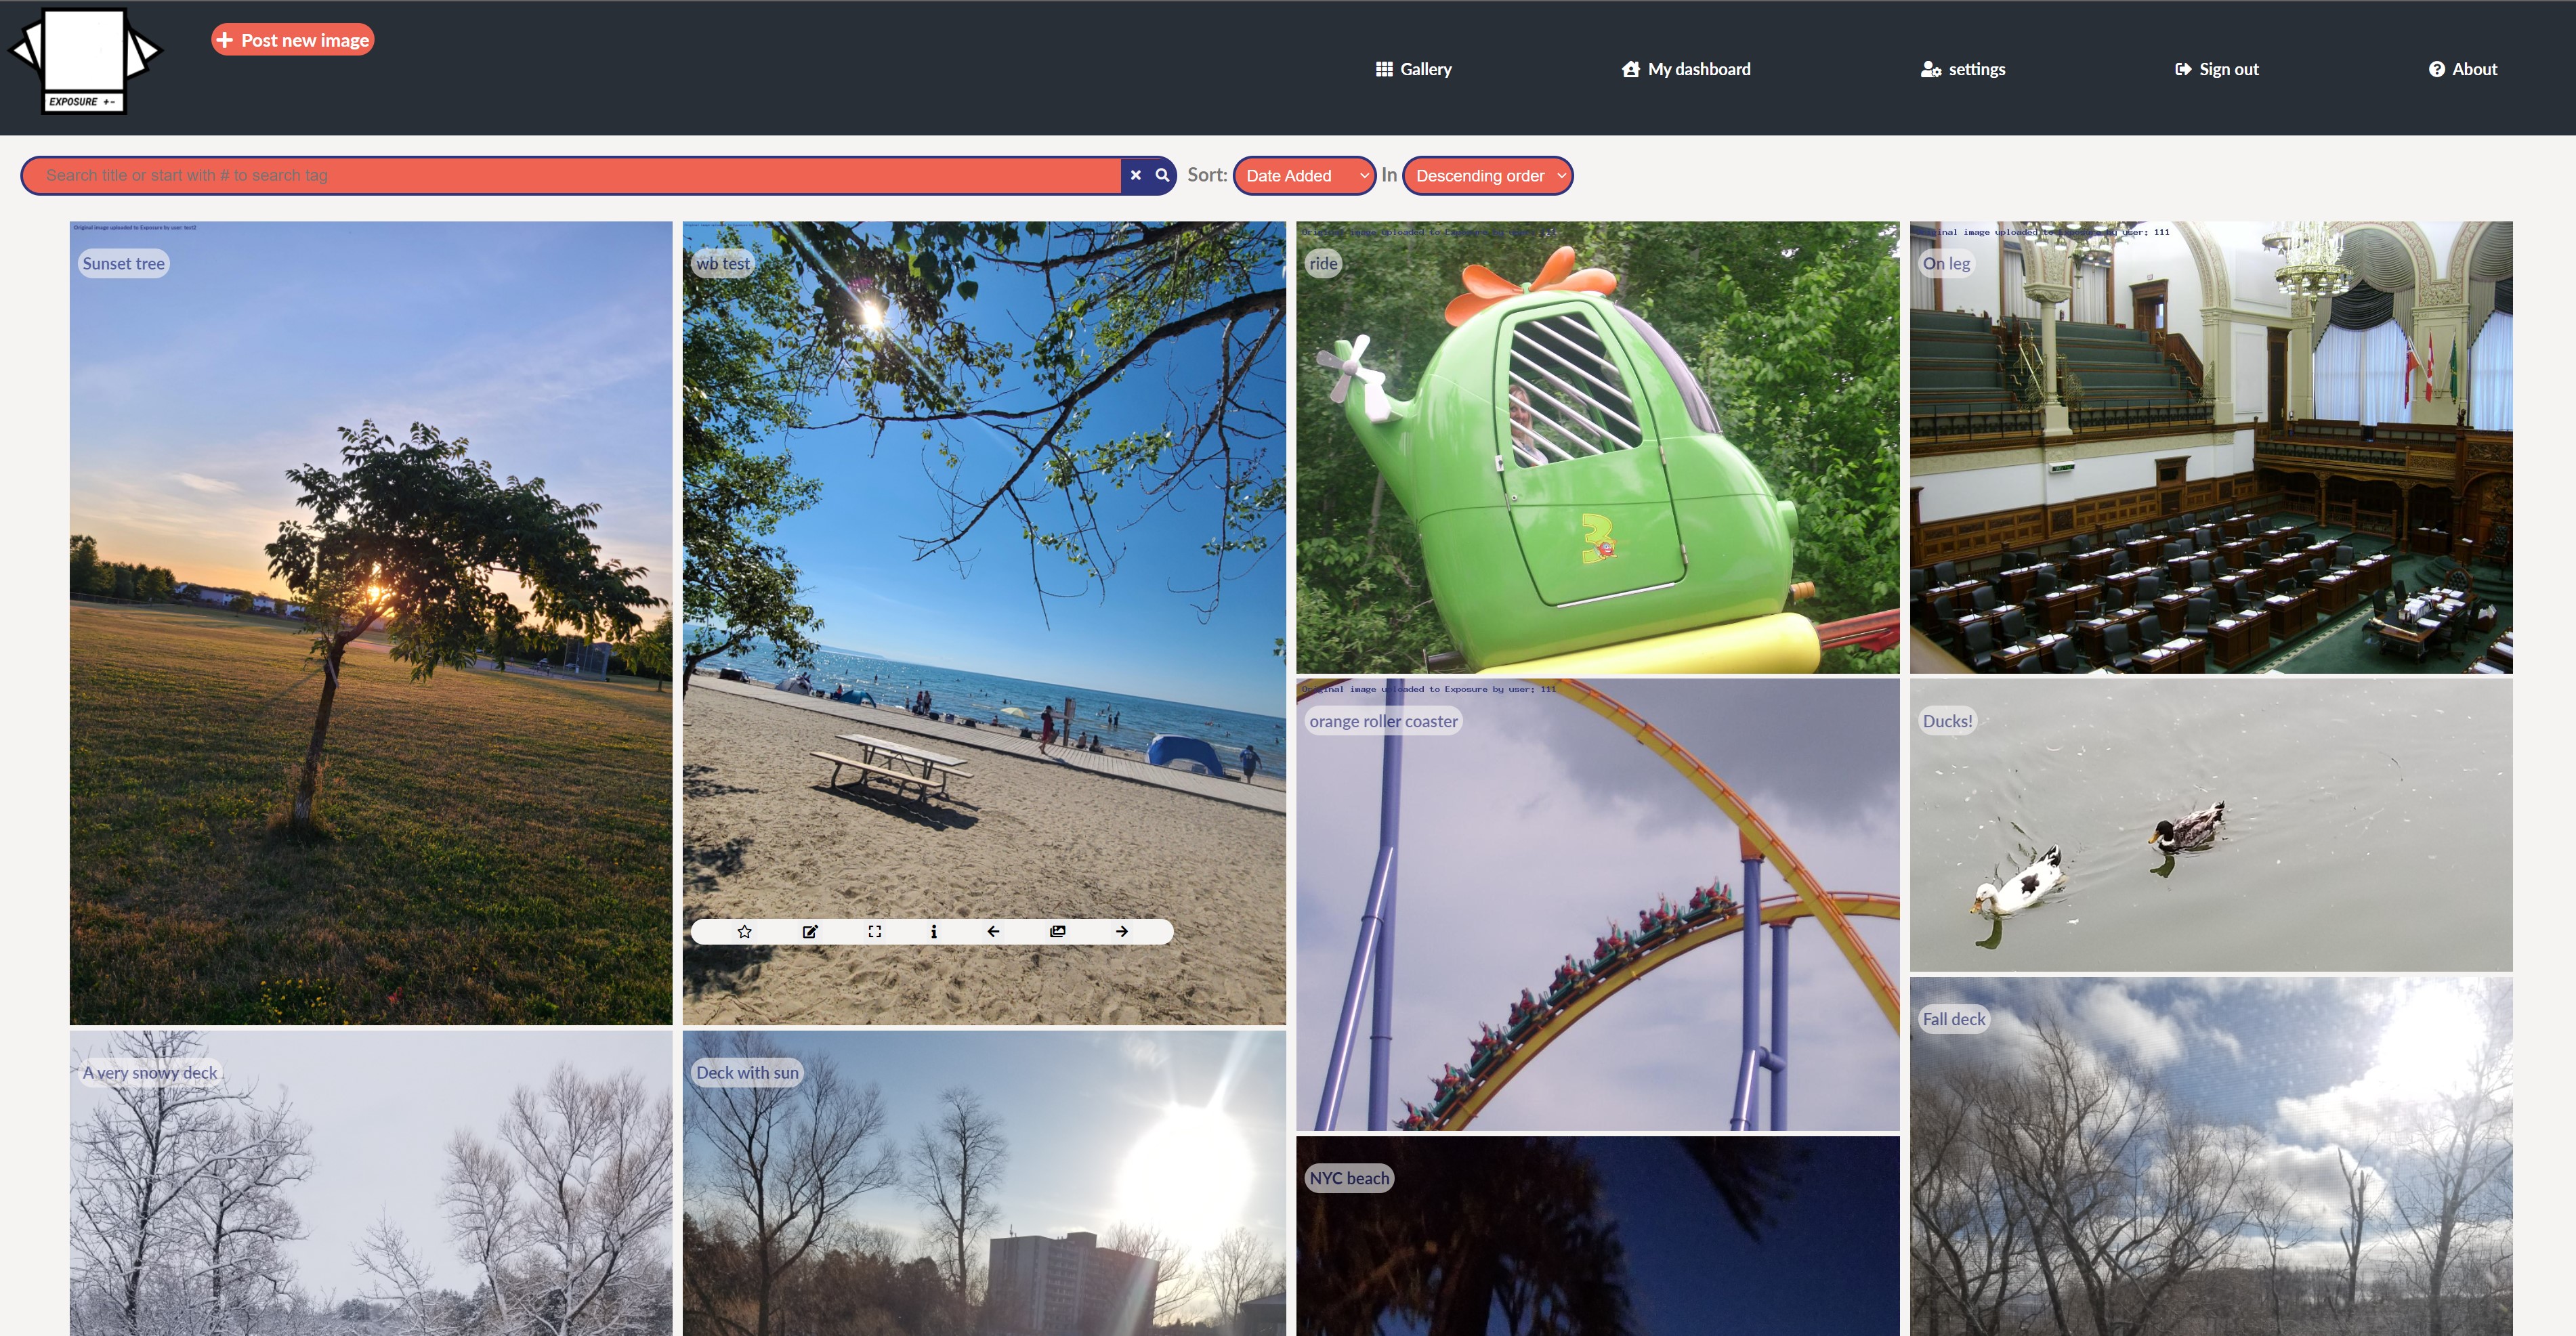 EXPOSURE +-
Post new image
Gallery
My dashboard
settings
Sign out
About
Search title or start with # to search tag
Sort:
Date Added
In
Descending order
Original image uploaded to Exposure by user: test2
Sunset tree
wb test
Original image uploaded to Exposure by
ride
Original image uploaded to Exposure by user: 111
On leg
3
Original image uploaded to Exposure by user: 111
orange roller coaster
Ducks!
Fall deck
A very snowy deck
Deck with sun
NYC beach